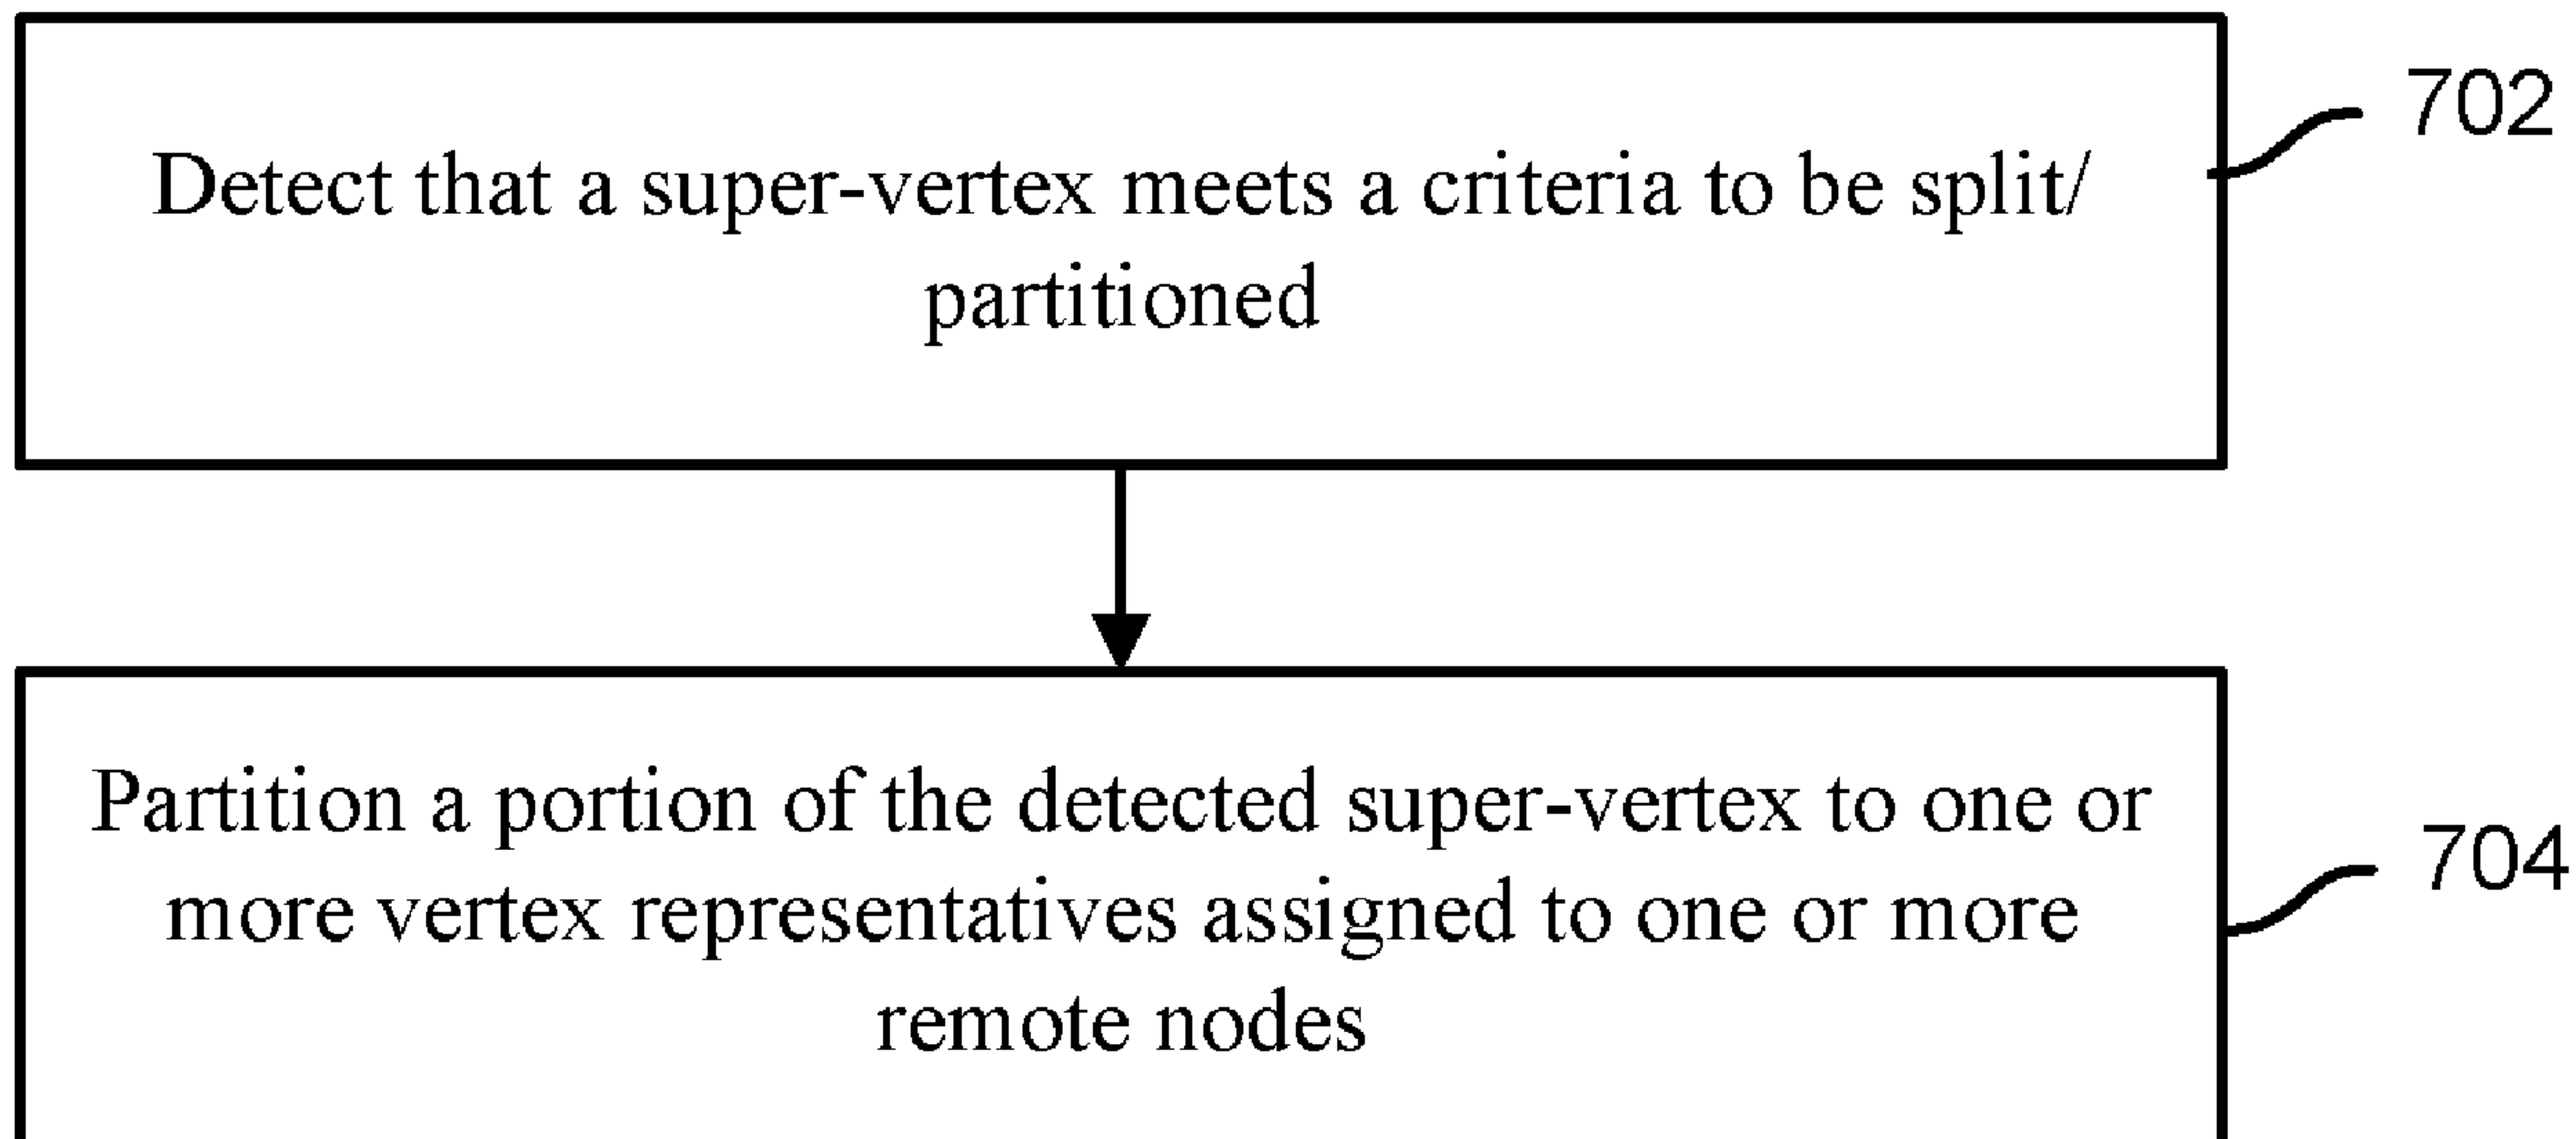 Detect that a super-vertex meets a criteria to be split/
partitioned
702
Partition a portion of the detected super-vertex to one or
more vertex representatives assigned to one or more
remote nodes
704